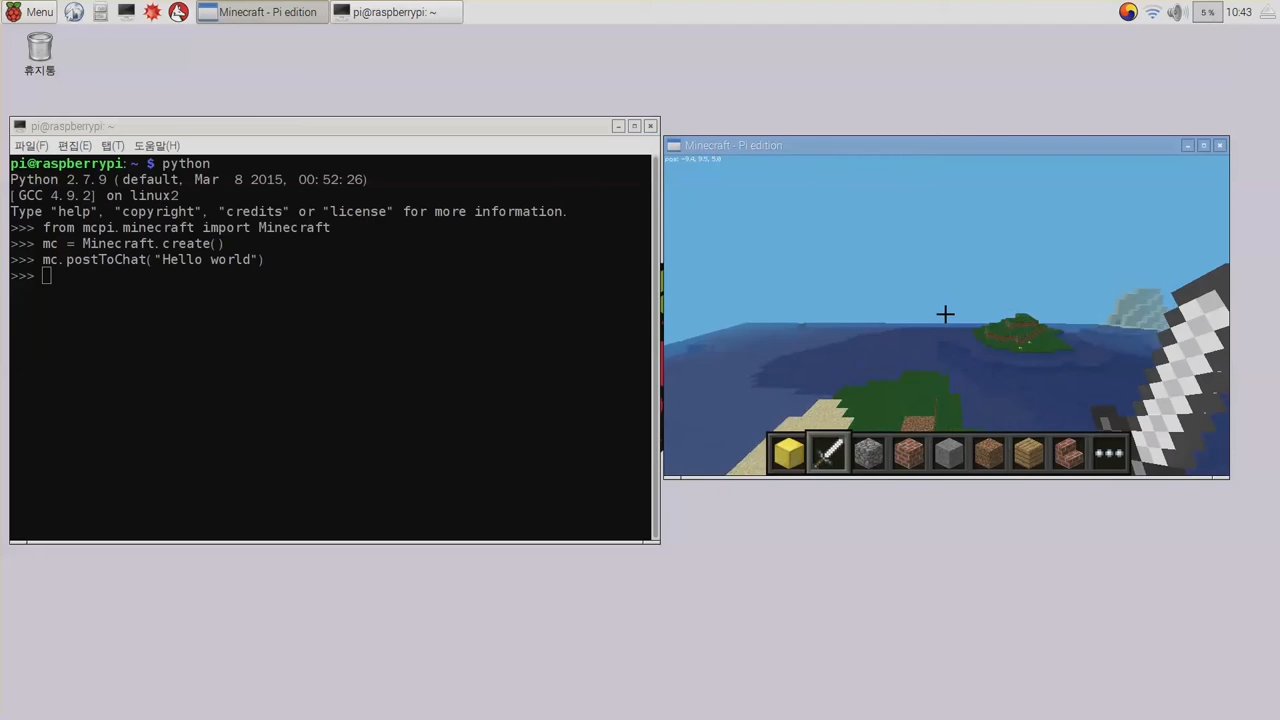 Menu
Minecraft - Pi edition
pi@raspberrypi: ~
5 %
10:43
휴지통
pi@raspberrypi: ~
파일(F) 편집(E) 탭(T) 도움말(H)
pi@raspberrypi:~ $ python
Python 2.7.9 (default, Mar  8 2015, 00:52:26)
[GCC 4.9.2] on linux2
Type "help", "copyright", "credits" or "license" for more information.
>>> from mcpi.minecraft import Minecraft
>>> mc = Minecraft.create()
>>> mc.postToChat("Hello world")
>>>
Minecraft - Pi edition